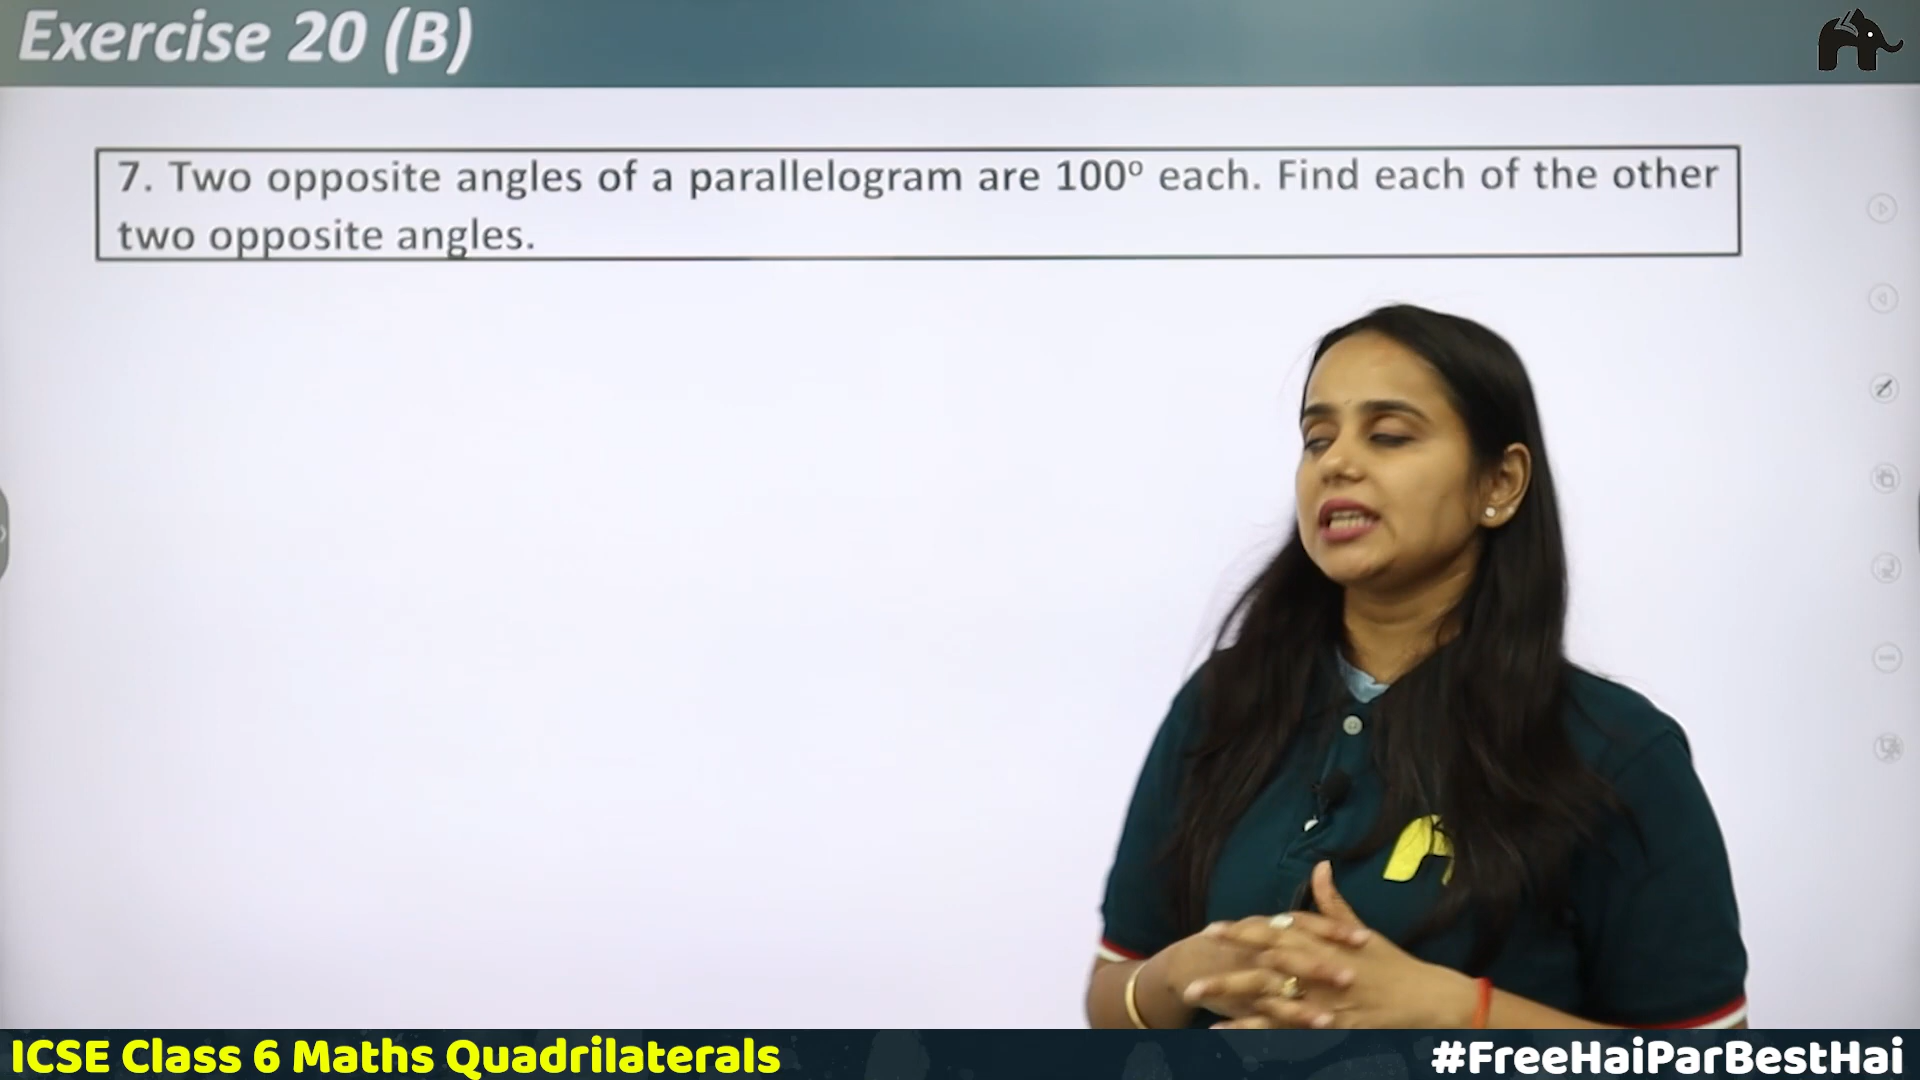 Exercise 20 (B)
7. Two opposite angles of a parallelogram are 100º each. Find each of the other
two opposite angles.
ICSE Class 6 Maths Quadrilaterals
#FreeHaiParBestHai